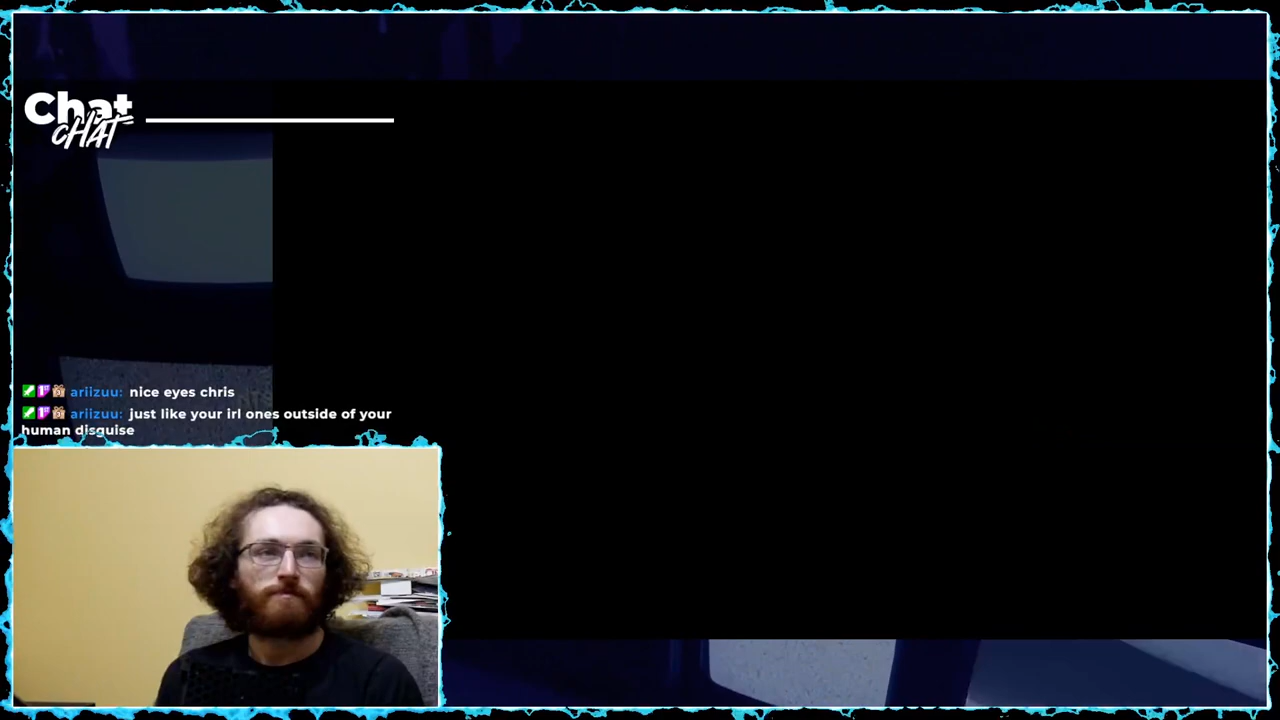 Chat
CHAT
ariizuu: nice eyes chris
ariizuu: just like your irl ones outside of your
human disguise